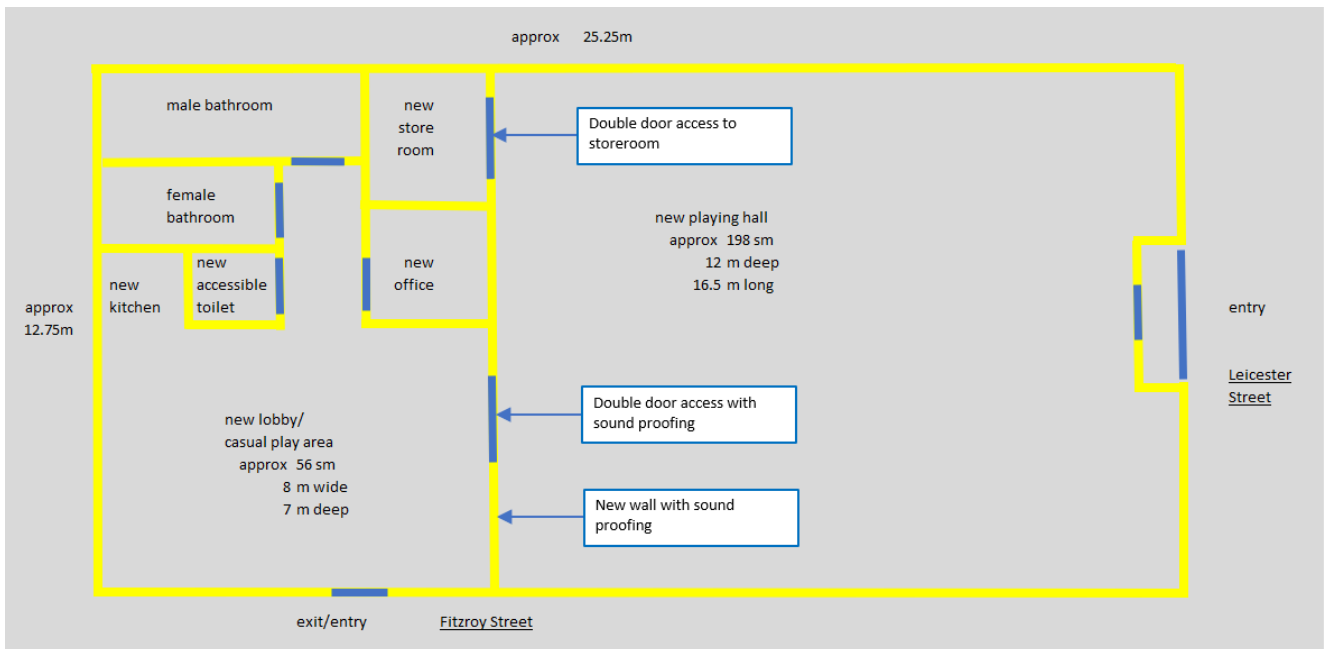 approx 25.25m
male bathroom
new
store
room
Double door access to
storeroom
female
bathroom
new playing hall
approx 198 sm
12 m deep
16.5 m long
new
kitchen
new
accessible
toilet
new
office
approx
12.75m
entry
Leicester
Street
Double door access with
sound proofing
new lobby/
casual play area
approx 56 sm
8 m wide
7 m deep
New wall with sound
proofing
exit/entry
Fitzroy Street